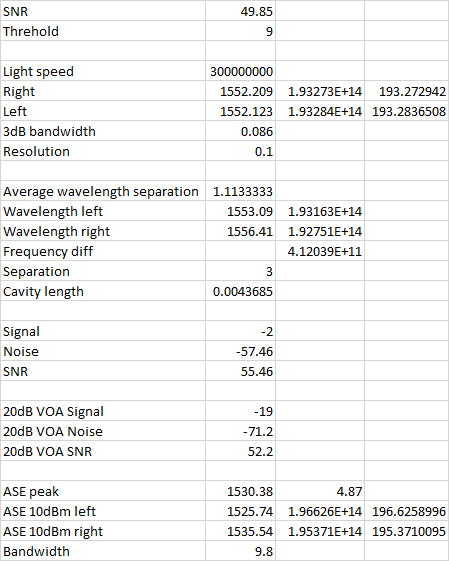 SNR 49.85
Threhold 9
Light speed 300000000
Right 1552.209 1.93273E+14 193.272942
Left 1552.123 1.93284E+14 193.2836508
3dB bandwidth 0.086
Resolution 0.1
Average wavelength separation 1.1133333
Wavelength left 1553.09 1.93163E+14
Wavelength right 1556.41 1.92751E+14
Frequency diff 4.12039E+11
Separation 3
Cavity length 0.0043685
Signal -2
Noise -57.46
SNR 55.46
20dB VOA Signal -19
20dB VOA Noise -71.2
20dB VOA SNR 52.2
ASE peak 1530.38 4.87
ASE 10dBm left 1525.74 1.96626E+14 196.6258996
ASE 10dBm right 1535.54 1.95371E+14 195.3710095
Bandwidth 9.8